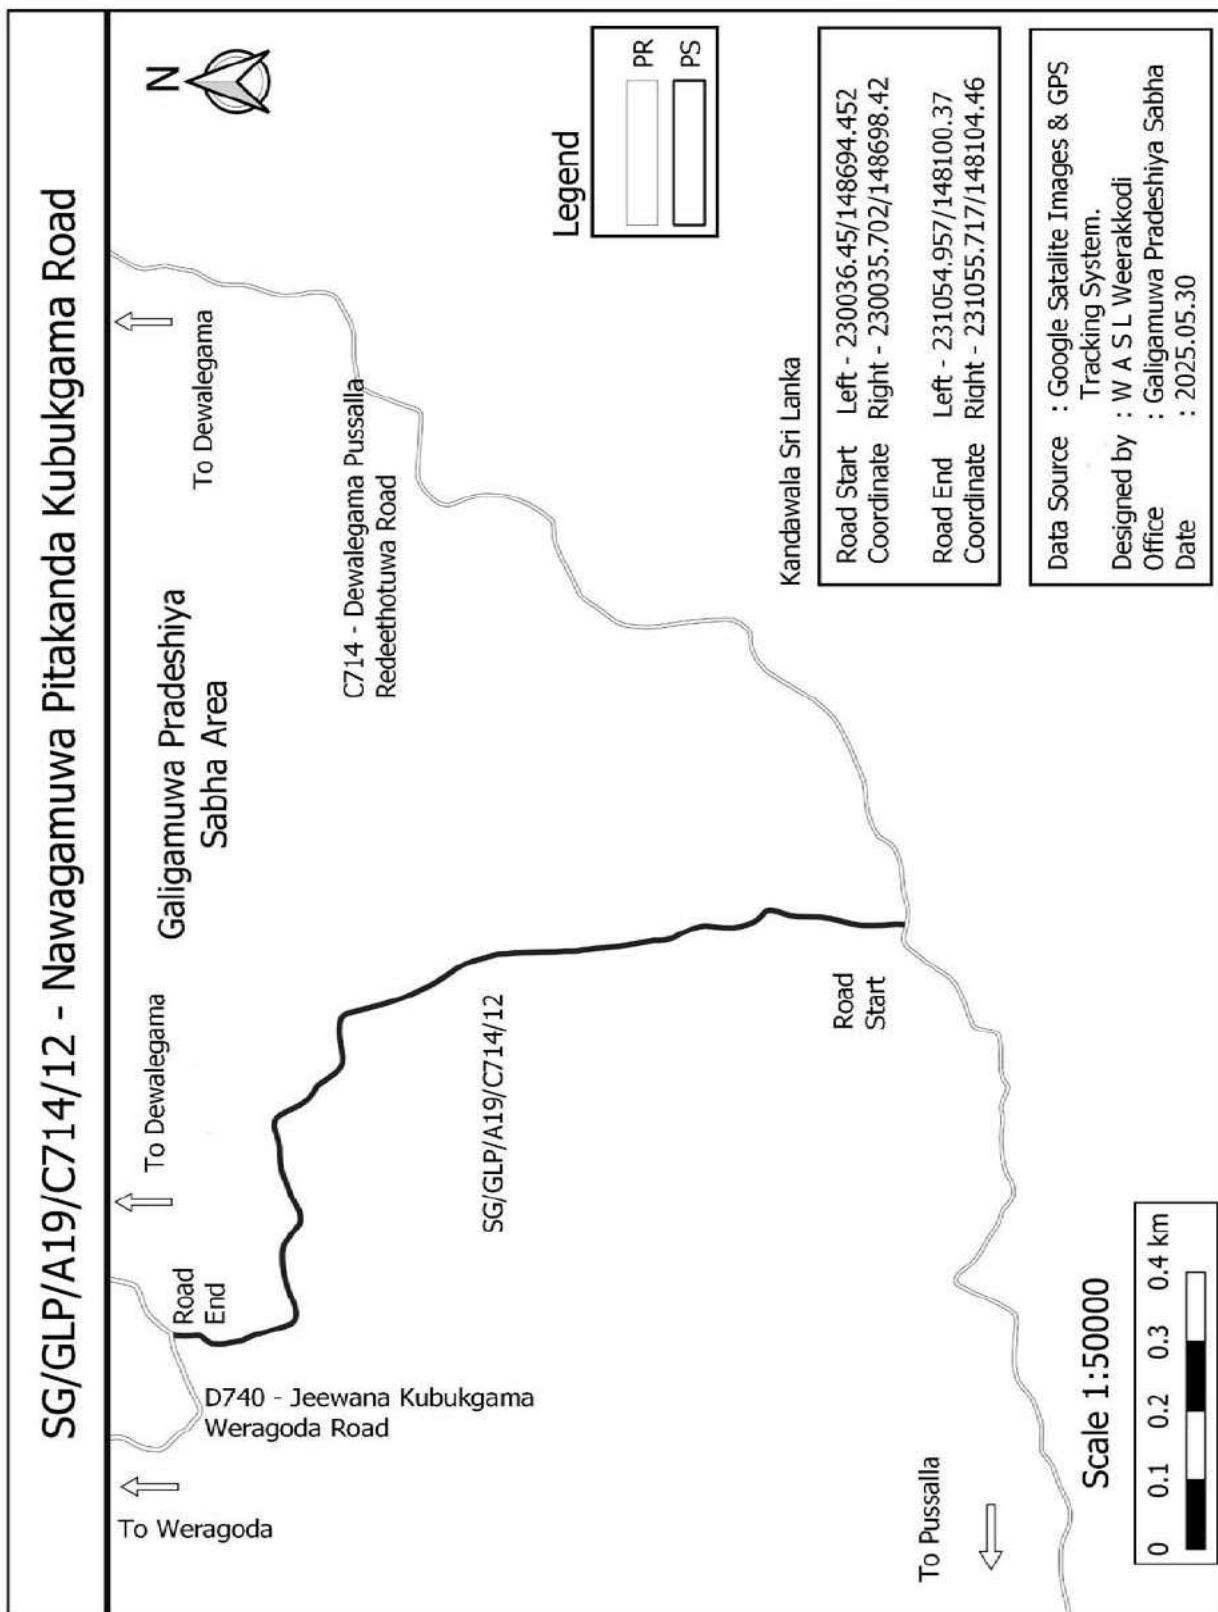 SG/GLP/A19/C714/12 - Nawagamuwa Pitakanda Kubukgama Road
To Weragoda
To Dewalegama
Galigamuwa Pradeshiya
Sabha Area
To Dewalegama
N
Road
End
D740 - Jeewana Kubukgama
Weragoda Road
C714 - Dewalegama Pussalla
Redeethotuwa Road
SG/GLP/A19/C714/12
Legend
PR
PS
Road
Start
To Pussalla
Kandawala Sri Lanka
Road Start Left - 230036.45/148694.452
Coordinate Right - 230035.702/148698.42
Road End Left - 231054.957/148100.37
Coordinate Right - 231055.717/148104.46
Scale 1:50000
0 0.1 0.2 0.3 0.4 km
Data Source : Google Satalite Images & GPS
Tracking System.
Designed by : W A S L Weerakkodi
Office : Galigamuwa Pradeshiya Sabha
Date : 2025.05.30